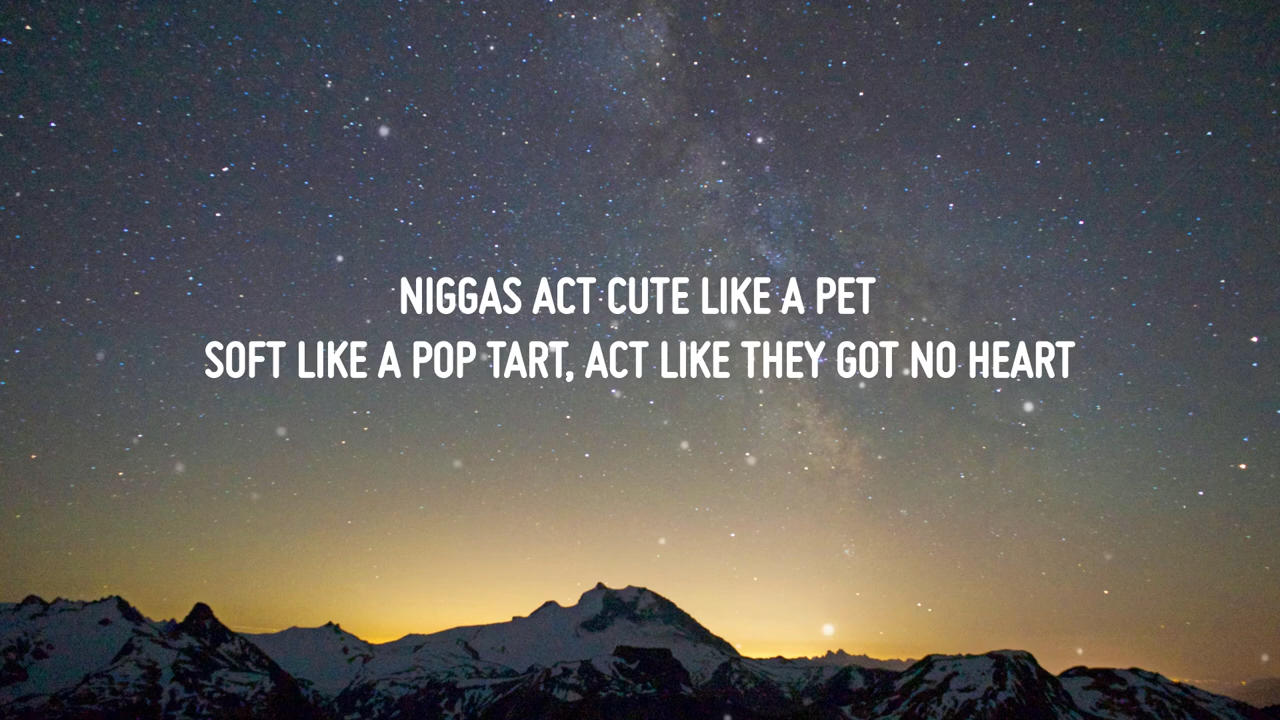 NIGGAS ACT CUTE LIKE A PET
SOFT LIKE A POP TART, ACT LIKE THEY GOT NO HEART